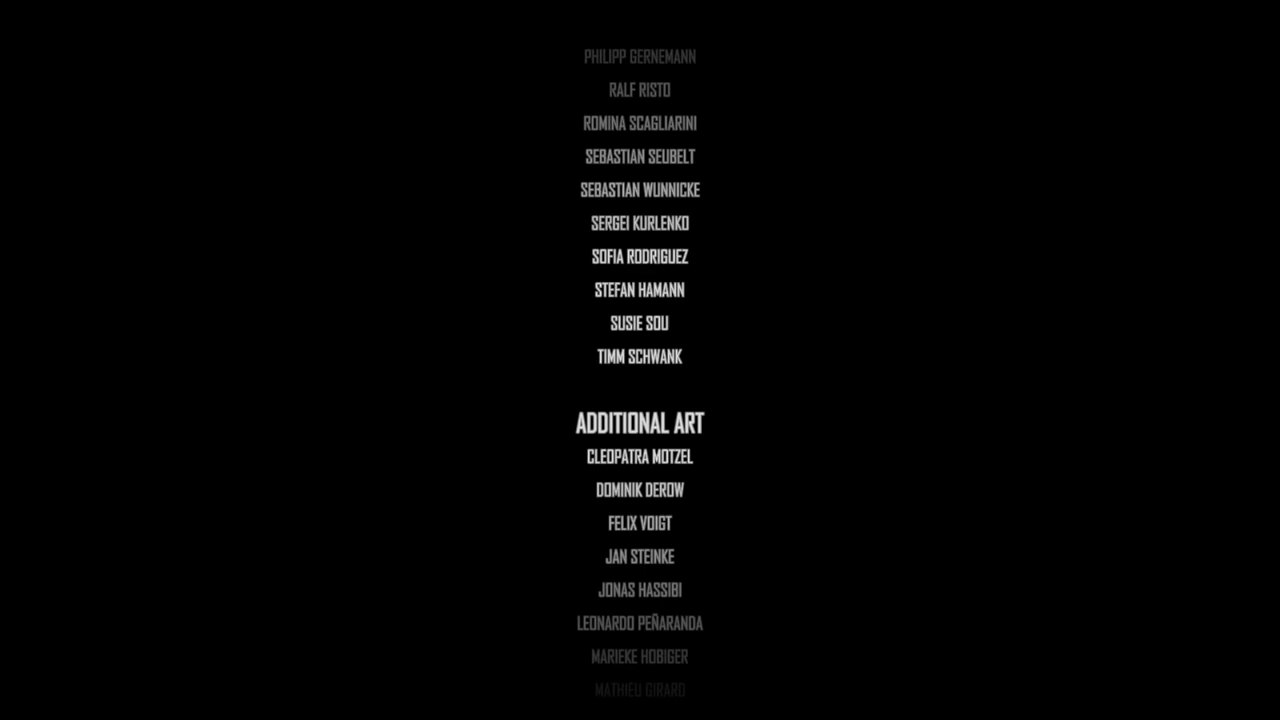 PHILIPP GERNEMANN
RALF RISTO
ROMINA SCAGLIARINI
SEBASTIAN SEUBELT
SEBASTIAN WUNNICKE
SERGEI KURLENKO
SOFIA RODRIGUEZ
STEFAN HAMANN
SUSIE SOU
TIMM SCHWANK
ADDITIONAL ART
CLEOPATRA MOTZEL
DOMINIK DEROW
FELIX VOIGT
JAN STEINKE
JONAS HASSIBI
LEONARDO PEÑARANDA
MARIEKE HOBIGER
MATHIEU GIRARD